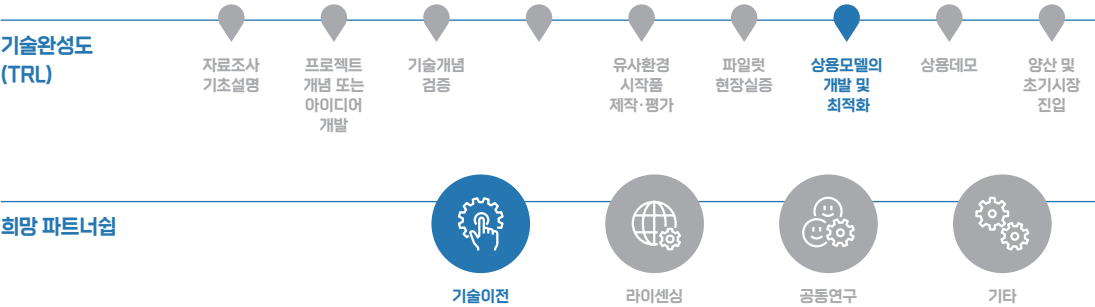 기술완성도
(TRL)
자료조사
기초설명
프로젝트
개념 또는
아이디어
개발
기술개념
검증
유사환경
시작품
제작·평가
파일럿
현장실증
상용모델의
개발 및
최적화
상용데모
양산 및
초기시장
진입
희망 파트너쉽
기술이전
라이센싱
공동연구
기타